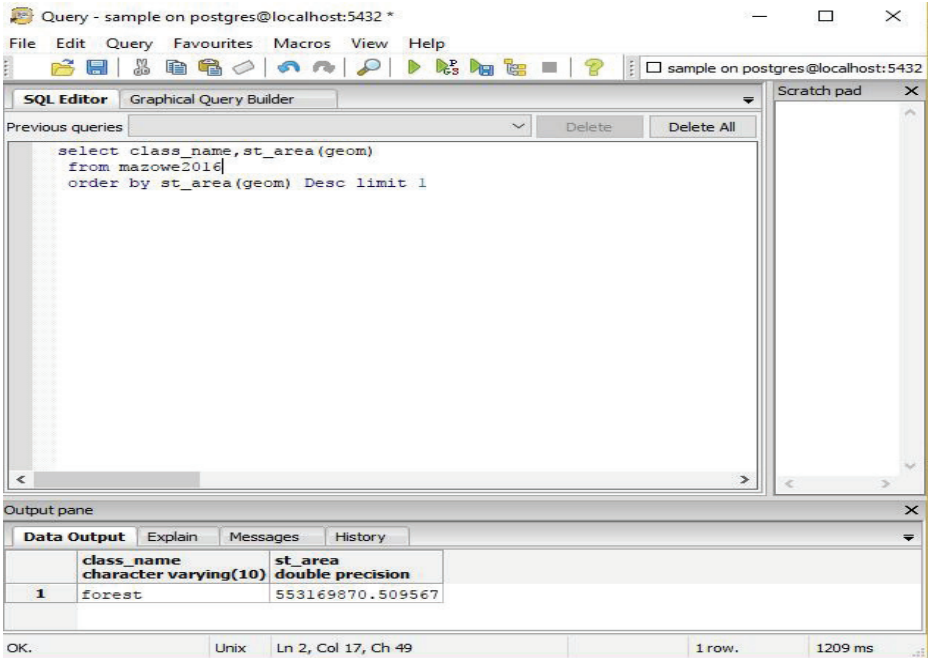 Query - sample on postgres@localhost:5432 *
File Edit Query Favourites Macros View Help
sample on postgres@localhost:5432
SQL Editor Graphical Query Builder
Scratch pad
Previous queries Delete Delete All
select class_name,st_area(geom)
from mazowe2016
order by st_area(geom) Desc limit 1
Output pane
Data Output Explain Messages History
class_name st_area
character varying(10) double precision
1 forest 553169870.509567
OK. Unix Ln 2, Col 17, Ch 49 1 row. 1209 ms